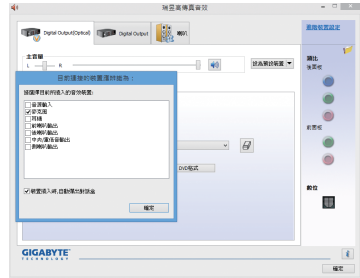 瑞昱高傳真音效
Digital Output(Optical)
Digital Output
喇叭
進階裝置設定
主音量
L
R
設為預設裝置
類比
後面板
目前連接的裝置應該能為:
請選擇目前所插入的音效裝置:
音源輸入
麥克風
耳機
前喇叭輸出
後喇叭輸出
中央/重低音輸出
側喇叭輸出
裝置插入時,自動彈出對話盒
確定
DVD格式
前面板
數位
GIGABYTE
TECHNOLOGY
確定